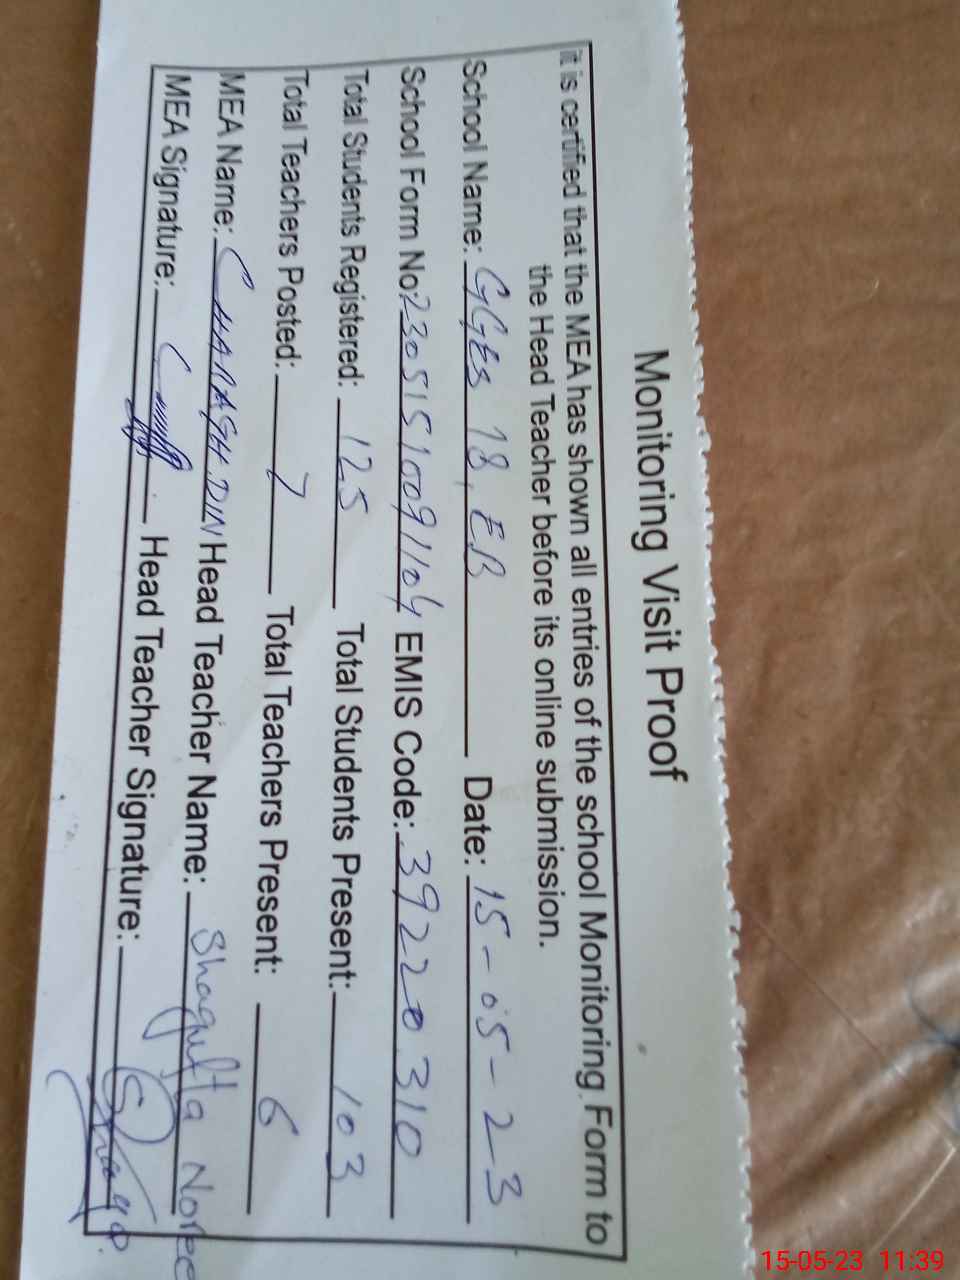 Monitoring Visit Proof
it is certified that the MEA has shown all entries of the school Monitoring Form to
the Head Teacher before its online submission.
School Name: GGES 18, EB Date: 15-05-23
School Form No 23051510091104 EMIS Code: 39220310
Total Students Registered: 125 Total Students Present: 103
Total Teachers Posted: 7 Total Teachers Present: 6
MEA Name: CHARAGH DIN Head Teacher Name: Shagufta
MEA Signature: Head Teacher Signature:
15-05-23 11:39